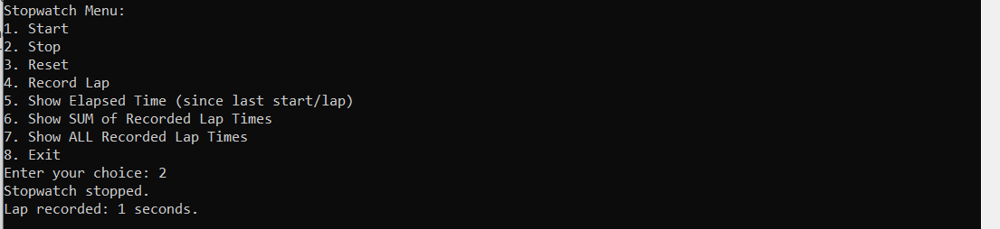 Stopwatch Menu:
1. Start
2. Stop
3. Reset
4. Record Lap
5. Show Elapsed Time (since last start/lap)
6. Show SUM of Recorded Lap Times
7. Show ALL Recorded Lap Times
8. Exit
Enter your choice: 2
Stopwatch stopped.
Lap recorded: 1 seconds.